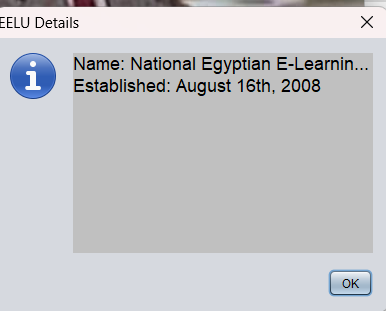 EELU Details
Name: National Egyptian E-Learnin...
Established: August 16th, 2008
OK